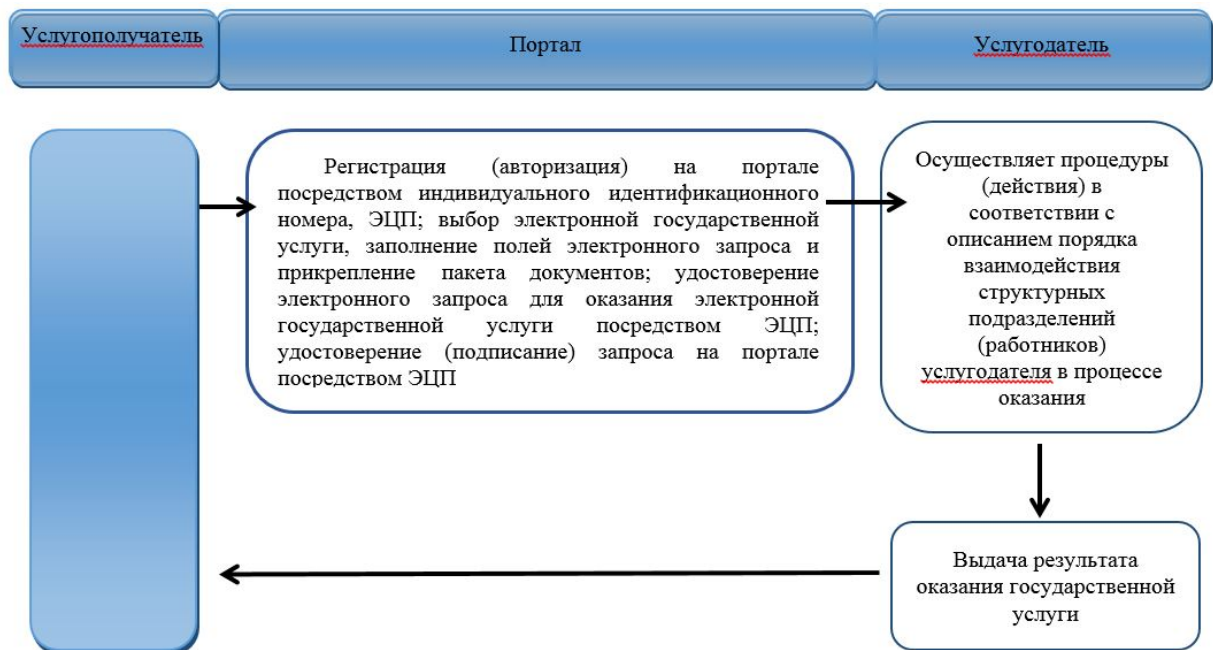 Услугополучатель
Портал
Услугодатель
Регистрация (авторизация) на портале
посредством индивидуального идентификационного
номера, ЭЦП; выбор электронной государственной
услуги, заполнение полей электронного запроса и
прикрепление пакета документов; удостоверение
электронного запроса для оказания электронной
государственной услуги посредством ЭЦП;
удостоверение (подписание) запроса на портале
посредством ЭЦП
Осуществляет процедуры
(действия) в
соответствии с
описанием порядка
взаимодействия
структурных
подразделений
(работников)
услугодателя в процессе
оказания
Выдача результата
оказания государственной
услуги